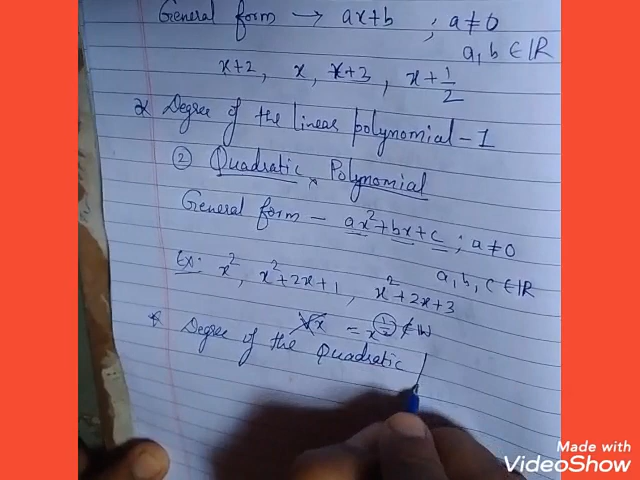 General form → ax+b ; a≠0
a, b ∈ ℝ
x+2, x, x+3, x+1/2
* Degree of the linear polynomial - 1
② Quadratic Polynomial
General form - ax²+bx+c ; a≠0
a, b, c ∈ ℝ
Ex: x², x²+2x+1, x²+2x+3
√x = x^(1/2) ∉ W
* Degree of the Quadratic
Made with
VideoShow